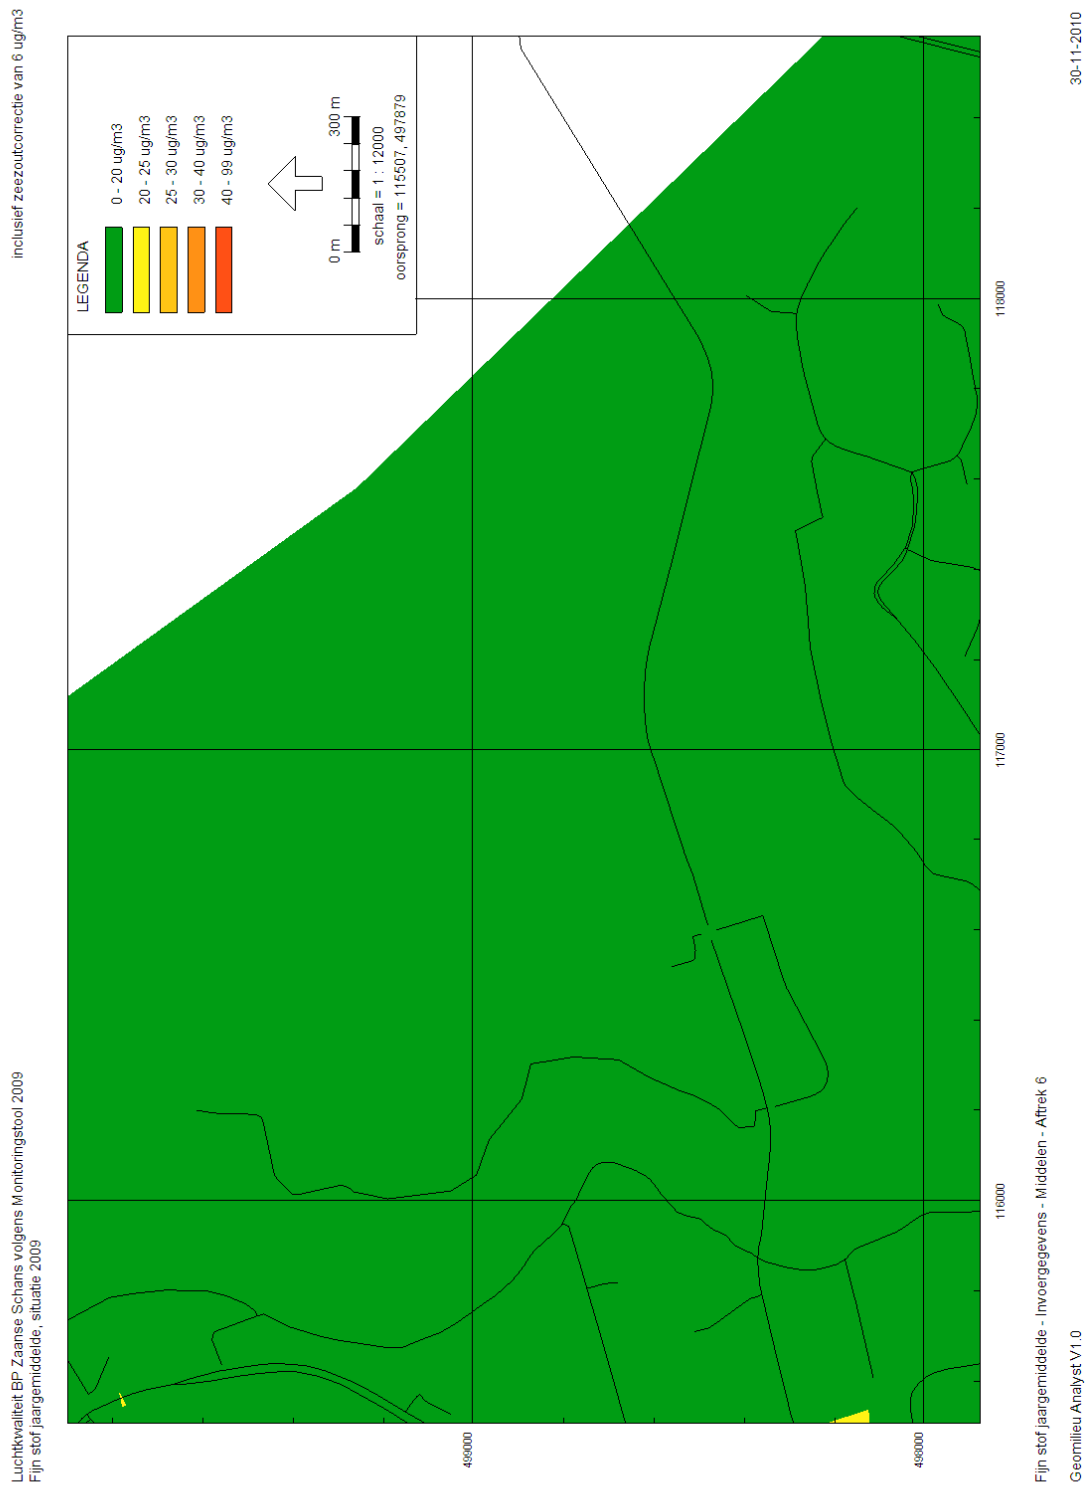 Luchtkwaliteit BP Zaanse Schans volgens Monitoringstool 2009
Fijn stof jaargemiddelde, situatie 2009
inclusief zeezoutcorrectie van 6 ug/m3
LEGENDA
0 - 20 ug/m3
20 - 25 ug/m3
25 - 30 ug/m3
30 - 40 ug/m3
40 - 99 ug/m3
0 m
300 m
schaal = 1 : 12000
oorsprong = 115507, 497879
499000
498000
116000
117000
118000
Fijn stof jaargemiddelde - Invoergegevens - Middelen - Aftrek 6
Geomilieu Analyst V1.0
30-11-2010